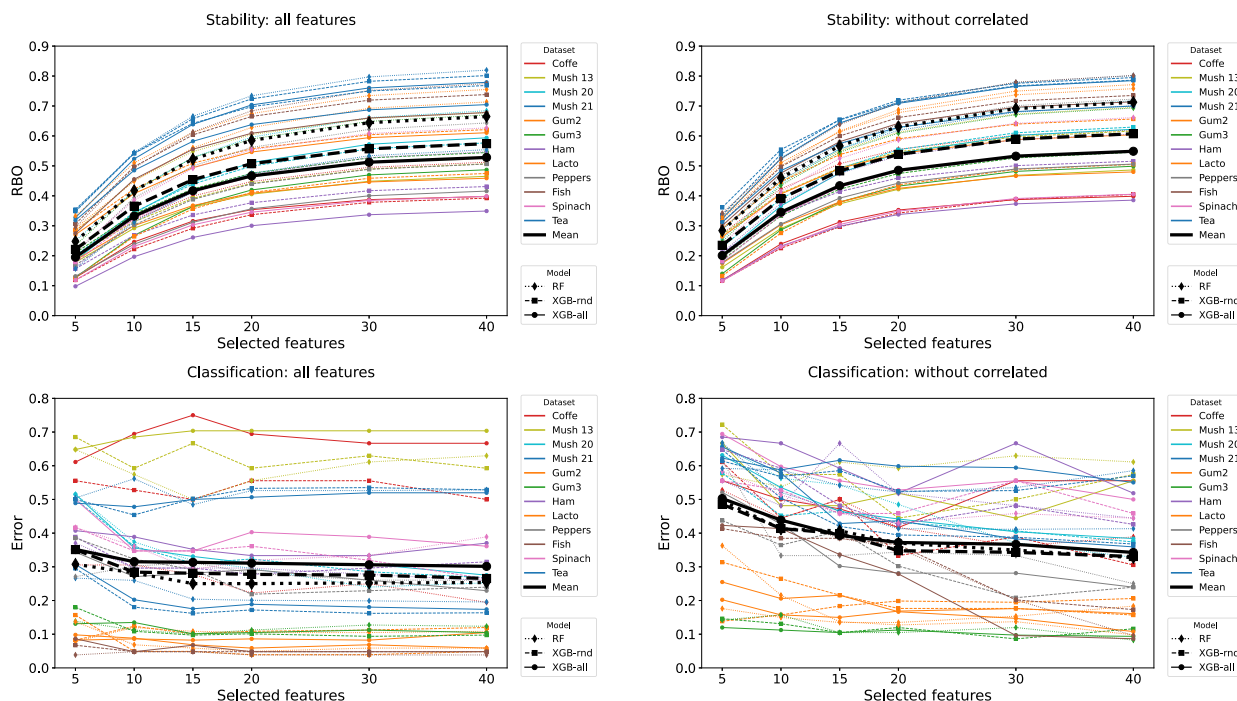 Stability: all features
0.9
0.8
0.7
0.6
0.5
0.4
0.3
0.2
0.1
0.0
RBO
5 10 15 20 30 40
Selected features
Dataset
Coffe
Mush 13
Mush 20
Mush 21
Gum2
Gum3
Ham
Lacto
Peppers
Fish
Spinach
Tea
Mean
Model
RF
XGB-rnd
XGB-all
Stability: without correlated
0.9
0.8
0.7
0.6
0.5
0.4
0.3
0.2
0.1
0.0
RBO
5 10 15 20 30 40
Selected features
Dataset
Coffe
Mush 13
Mush 20
Mush 21
Gum2
Gum3
Ham
Lacto
Peppers
Fish
Spinach
Tea
Mean
Model
RF
XGB-rnd
XGB-all
Classification: all features
0.8
0.7
0.6
0.5
0.4
0.3
0.2
0.1
0.0
Error
5 10 15 20 30 40
Selected features
Dataset
Coffe
Mush 13
Mush 20
Mush 21
Gum2
Gum3
Ham
Lacto
Peppers
Fish
Spinach
Tea
Mean
Model
RF
XGB-rnd
XGB-all
Classification: without correlated
0.8
0.7
0.6
0.5
0.4
0.3
0.2
0.1
0.0
Error
5 10 15 20 30 40
Selected features
Dataset
Coffe
Mush 13
Mush 20
Mush 21
Gum2
Gum3
Ham
Lacto
Peppers
Fish
Spinach
Tea
Mean
Model
RF
XGB-rnd
XGB-all